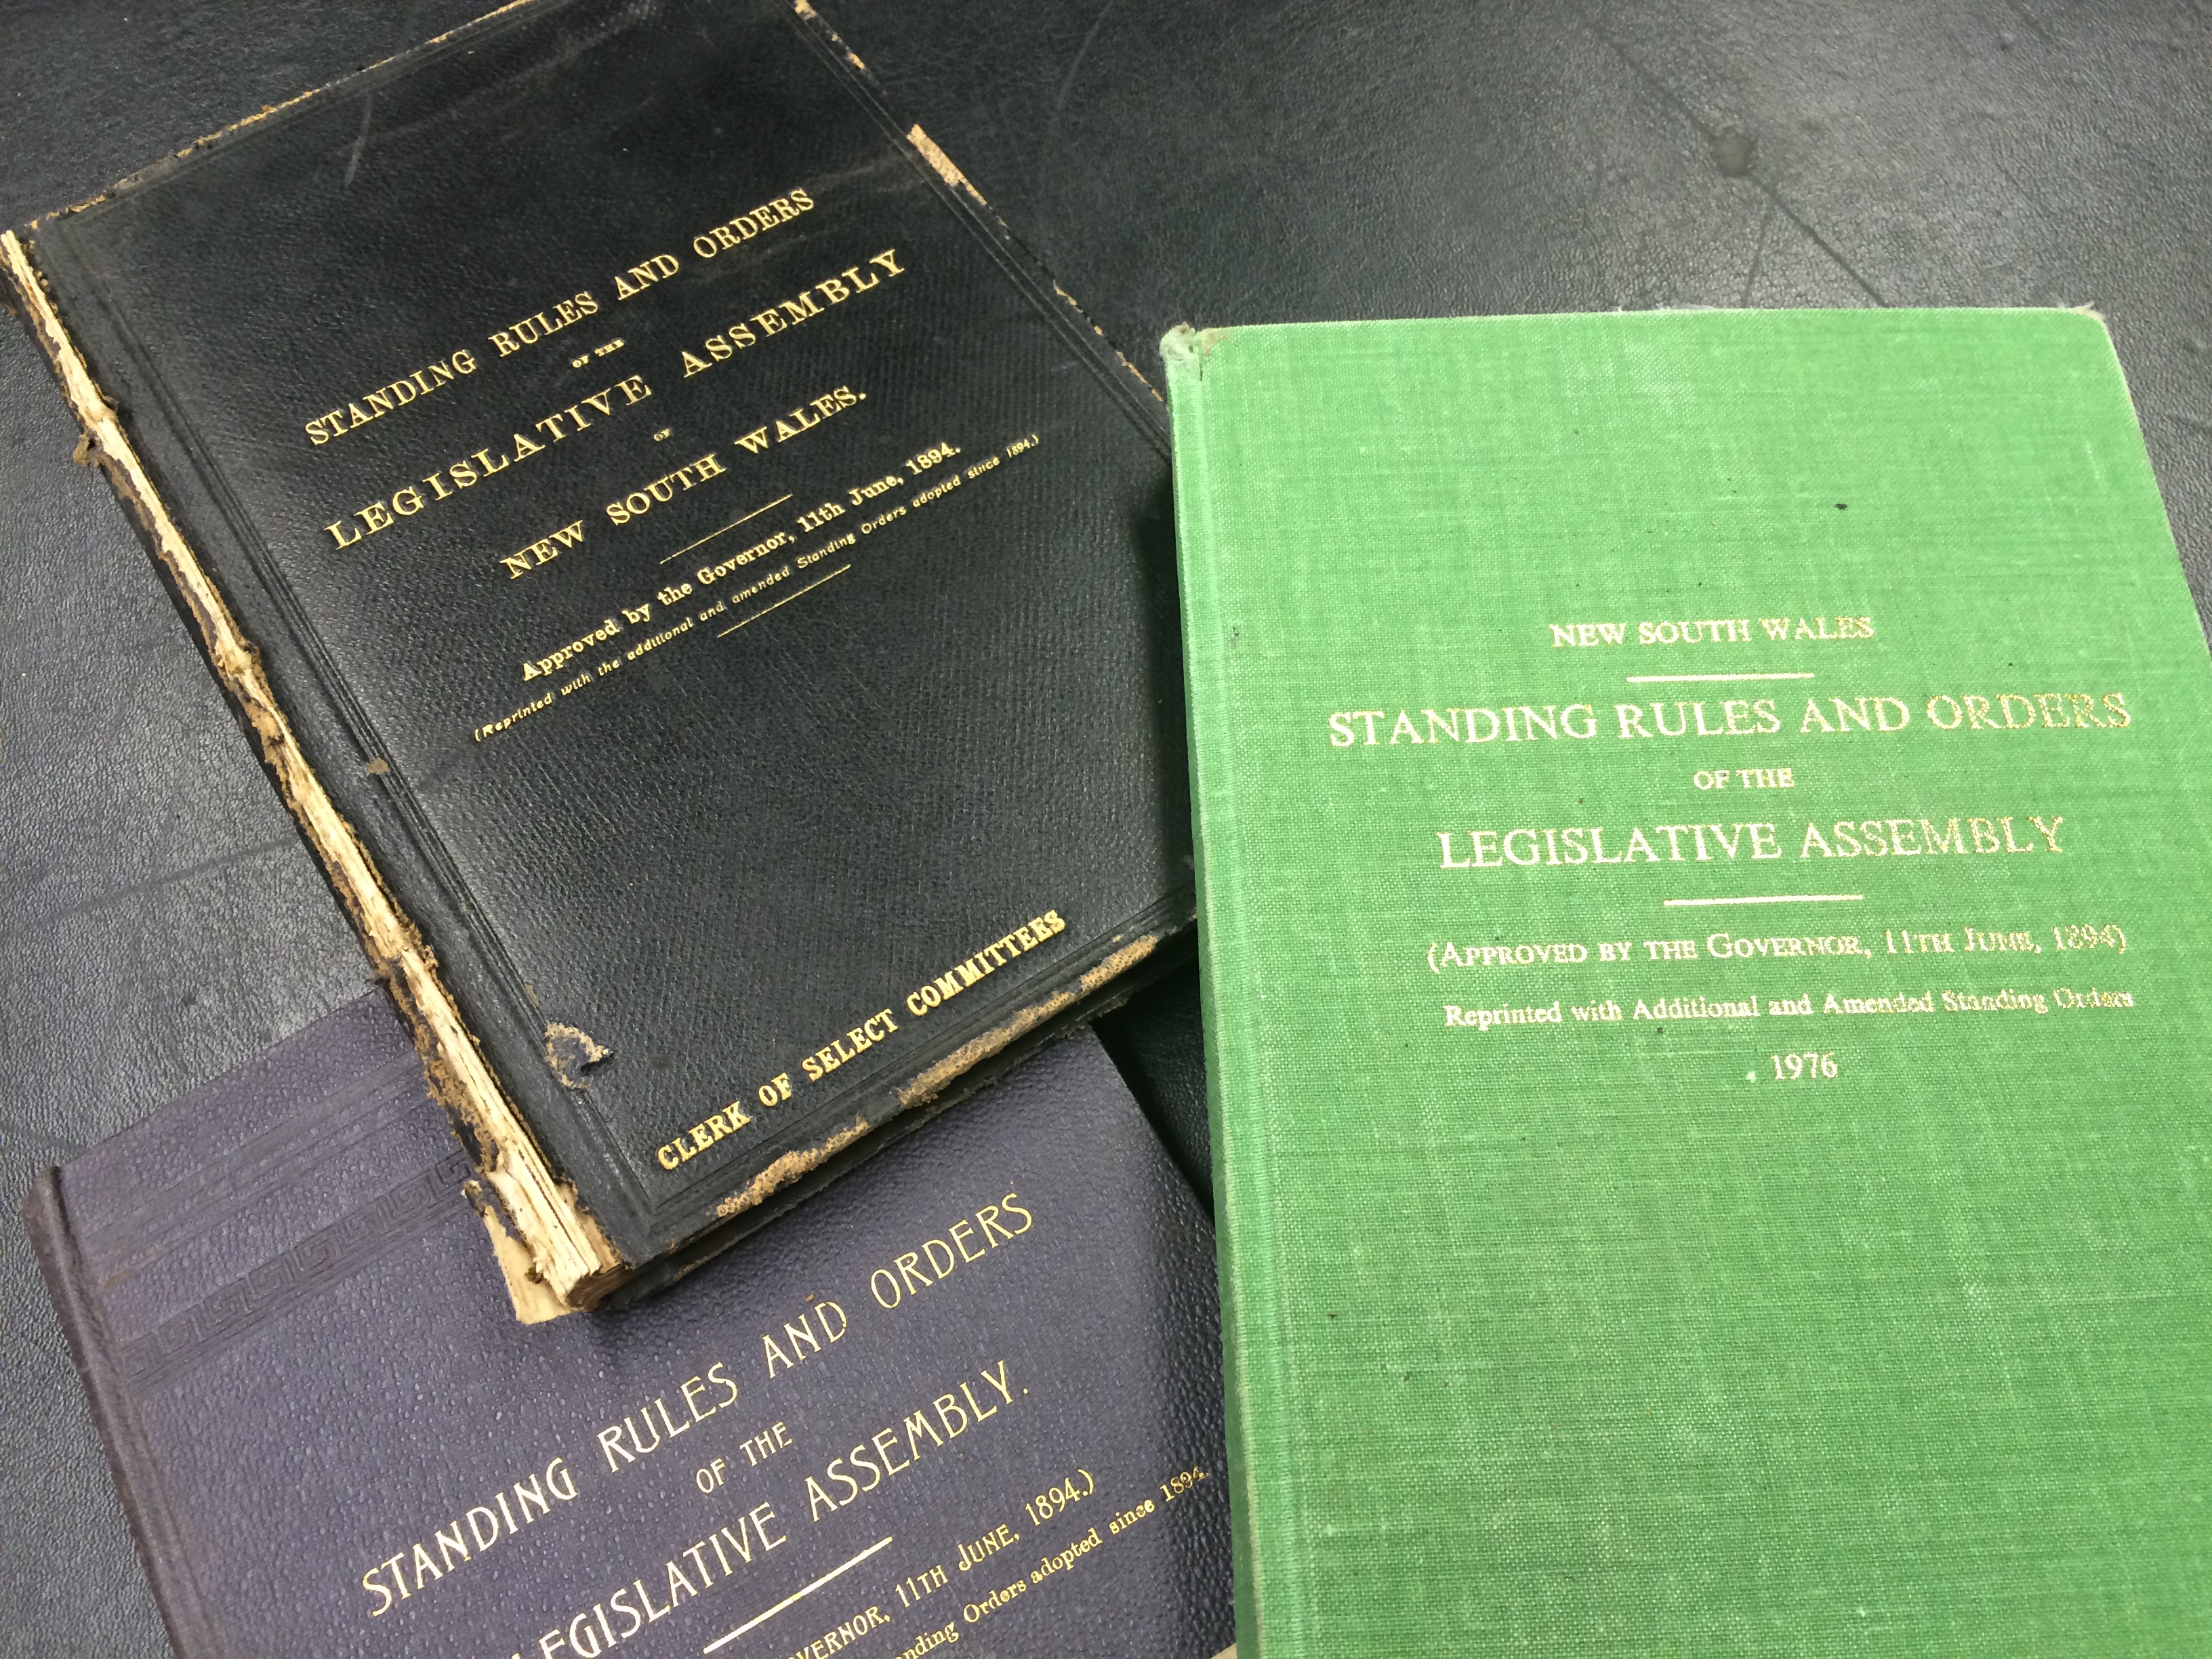 STANDING RULES AND ORDERS
OF THE
LEGISLATIVE ASSEMBLY
OF
NEW SOUTH WALES.
Approved by the Governor, 11th June, 1894.
(Reprinted with the additional and amended Standing Orders adopted since 1894.)
CLERK OF SELECT COMMITTEES
NEW SOUTH WALES
STANDING RULES AND ORDERS
OF THE
LEGISLATIVE ASSEMBLY
(APPROVED BY THE GOVERNOR, 11TH JUNE, 1894)
Reprinted with Additional and Amended Standing Orders
1976
STANDING RULES AND ORDERS
OF THE
LEGISLATIVE ASSEMBLY.
OVERNOR, 11TH JUNE, 1894.)
nding Orders adopted since 1894.